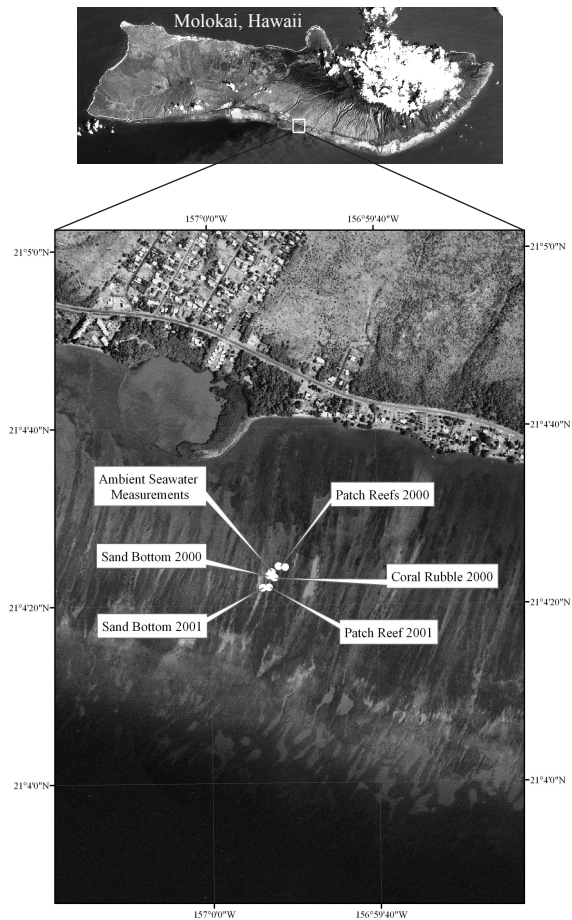 Molokai, Hawaii
157°0'0"W
156°59'40"W
21°5'0"N
21°5'0"N
21°4'40"N
21°4'40"N
Ambient Seawater
Measurements
Patch Reefs 2000
Sand Bottom 2000
Coral Rubble 2000
21°4'20"N
21°4'20"N
Sand Bottom 2001
Patch Reef 2001
21°4'0"N
21°4'0"N
157°0'0"W
156°59'40"W